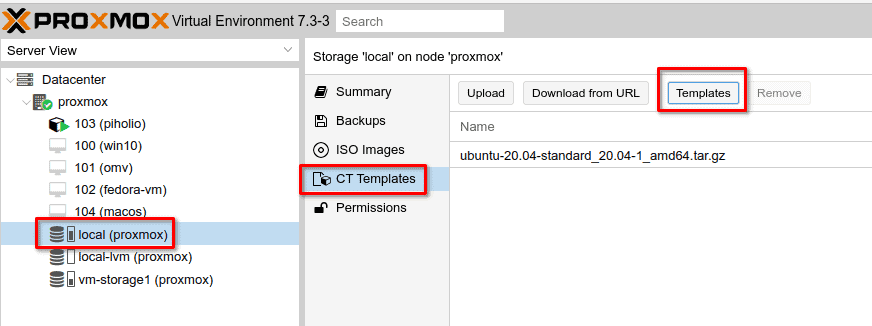 PROXMOX Virtual Environment 7.3-3 Search
Server View
Datacenter
proxmox
103 (piholio)
100 (win10)
101 (omv)
102 (fedora-vm)
104 (macos)
local (proxmox)
local-lvm (proxmox)
vm-storage1 (proxmox)
Storage 'local' on node 'proxmox'
Summary
Backups
ISO Images
CT Templates
Permissions
Upload Download from URL Templates Remove
Name
ubuntu-20.04-standard_20.04-1_amd64.tar.gz